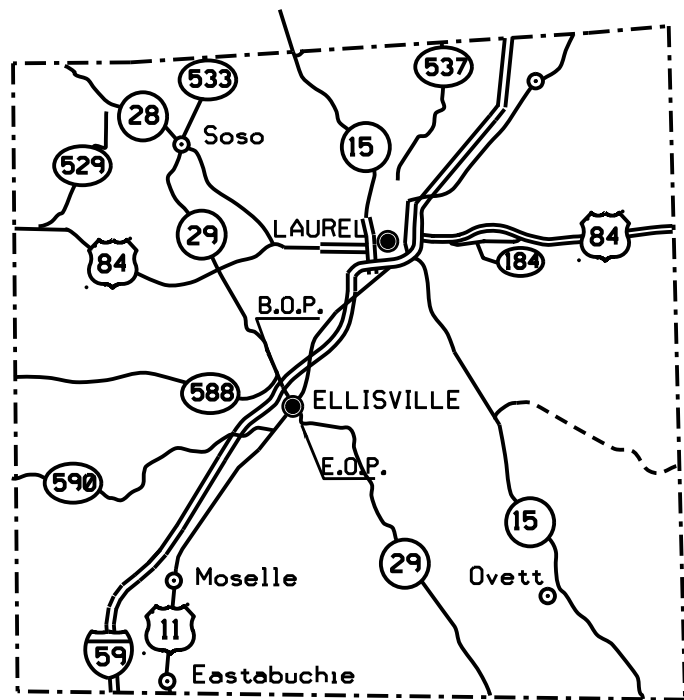 533
537
28
Soso
15
529
29
LAUREL
84
184
84
B.O.P.
588
ELLISVILLE
E.O.P.
590
15
29
Moselle
Ovett
11
59
Eastabuchie